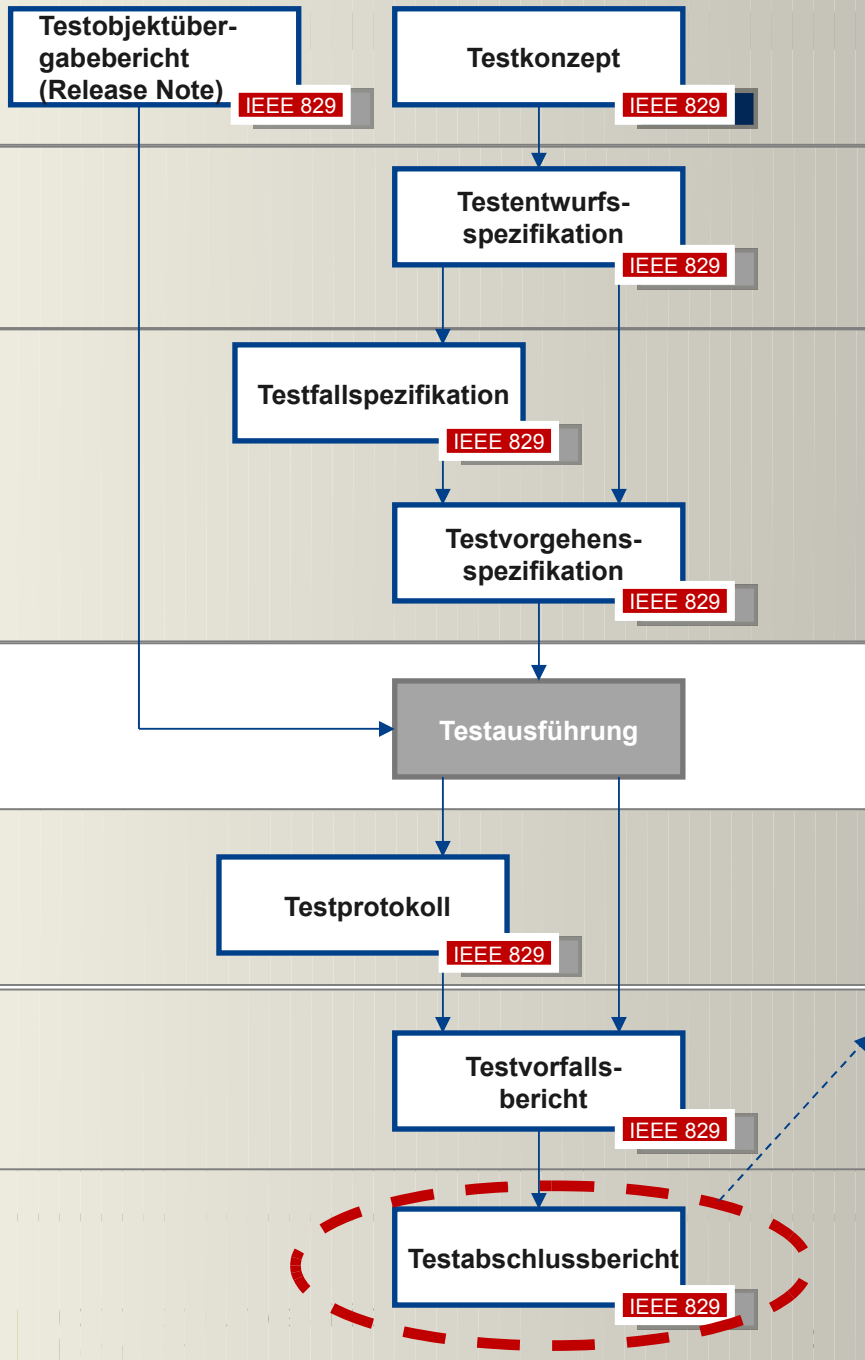 Testobjektüber-
gabebericht
(Release Note)
IEEE 829
Testkonzept
IEEE 829
Testentwurfs-
spezifikation
IEEE 829
Testfallspezifikation
IEEE 829
Testvorgehens-
spezifikation
IEEE 829
Testausführung
Testprotokoll
IEEE 829
Testvorfalls-
bericht
IEEE 829
Testabschlussbericht
IEEE 829